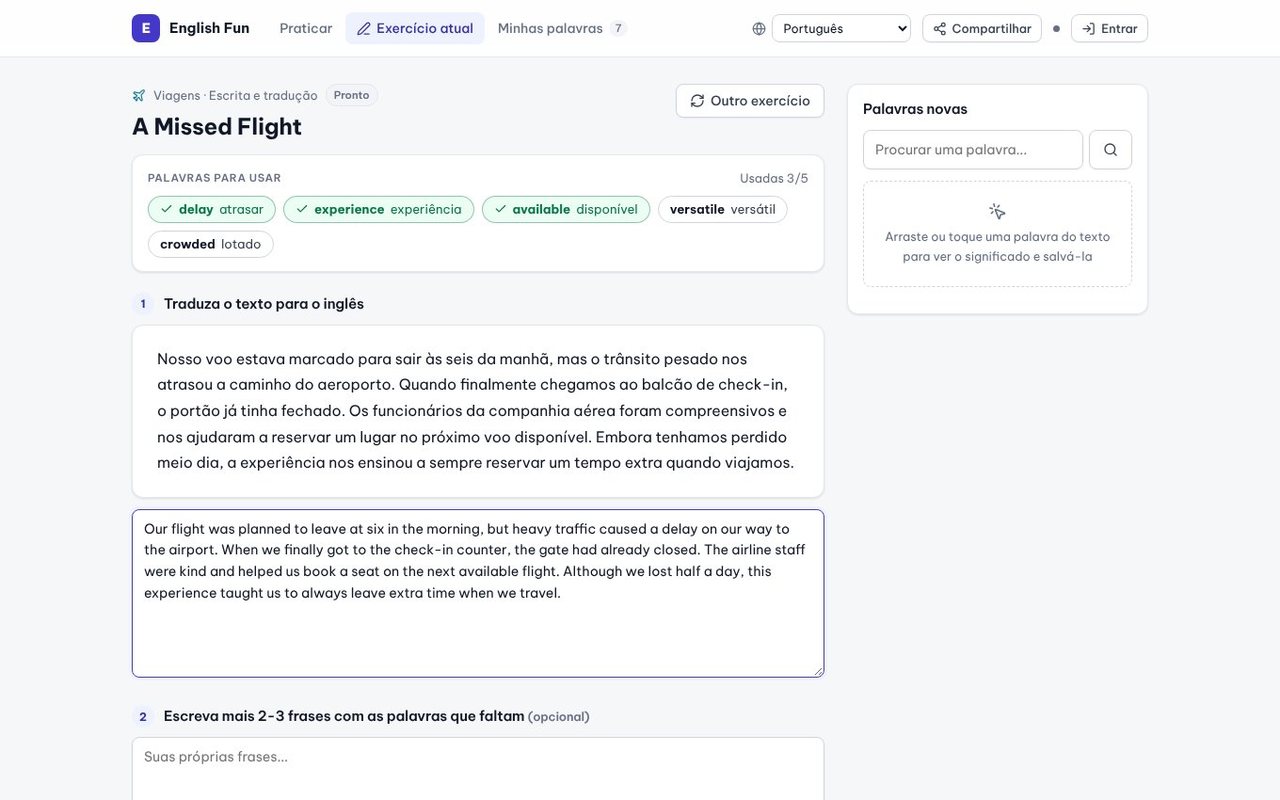 E English Fun Praticar Exercício atual Minhas palavras 7 Português Compartilhar Entrar
Viagens · Escrita e tradução Pronto
A Missed Flight
Outro exercício
PALAVRAS PARA USAR Usadas 3/5
delay atrasar experience experiência available disponível versatile versátil
crowded lotado
1 Traduza o texto para o inglês
Nosso voo estava marcado para sair às seis da manhã, mas o trânsito pesado nos
atrasou a caminho do aeroporto. Quando finalmente chegamos ao balcão de check-in,
o portão já tinha fechado. Os funcionários da companhia aérea foram compreensivos e
nos ajudaram a reservar um lugar no próximo voo disponível. Embora tenhamos perdido
meio dia, a experiência nos ensinou a sempre reservar um tempo extra quando viajamos.
Our flight was planned to leave at six in the morning, but heavy traffic caused a delay on our way to
the airport. When we finally got to the check-in counter, the gate had already closed. The airline staff
were kind and helped us book a seat on the next available flight. Although we lost half a day, this
experience taught us to always leave extra time when we travel.
2 Escreva mais 2-3 frases com as palavras que faltam (opcional)
Suas próprias frases...
Palavras novas
Procurar uma palavra...
Arraste ou toque uma palavra do texto
para ver o significado e salvá-la